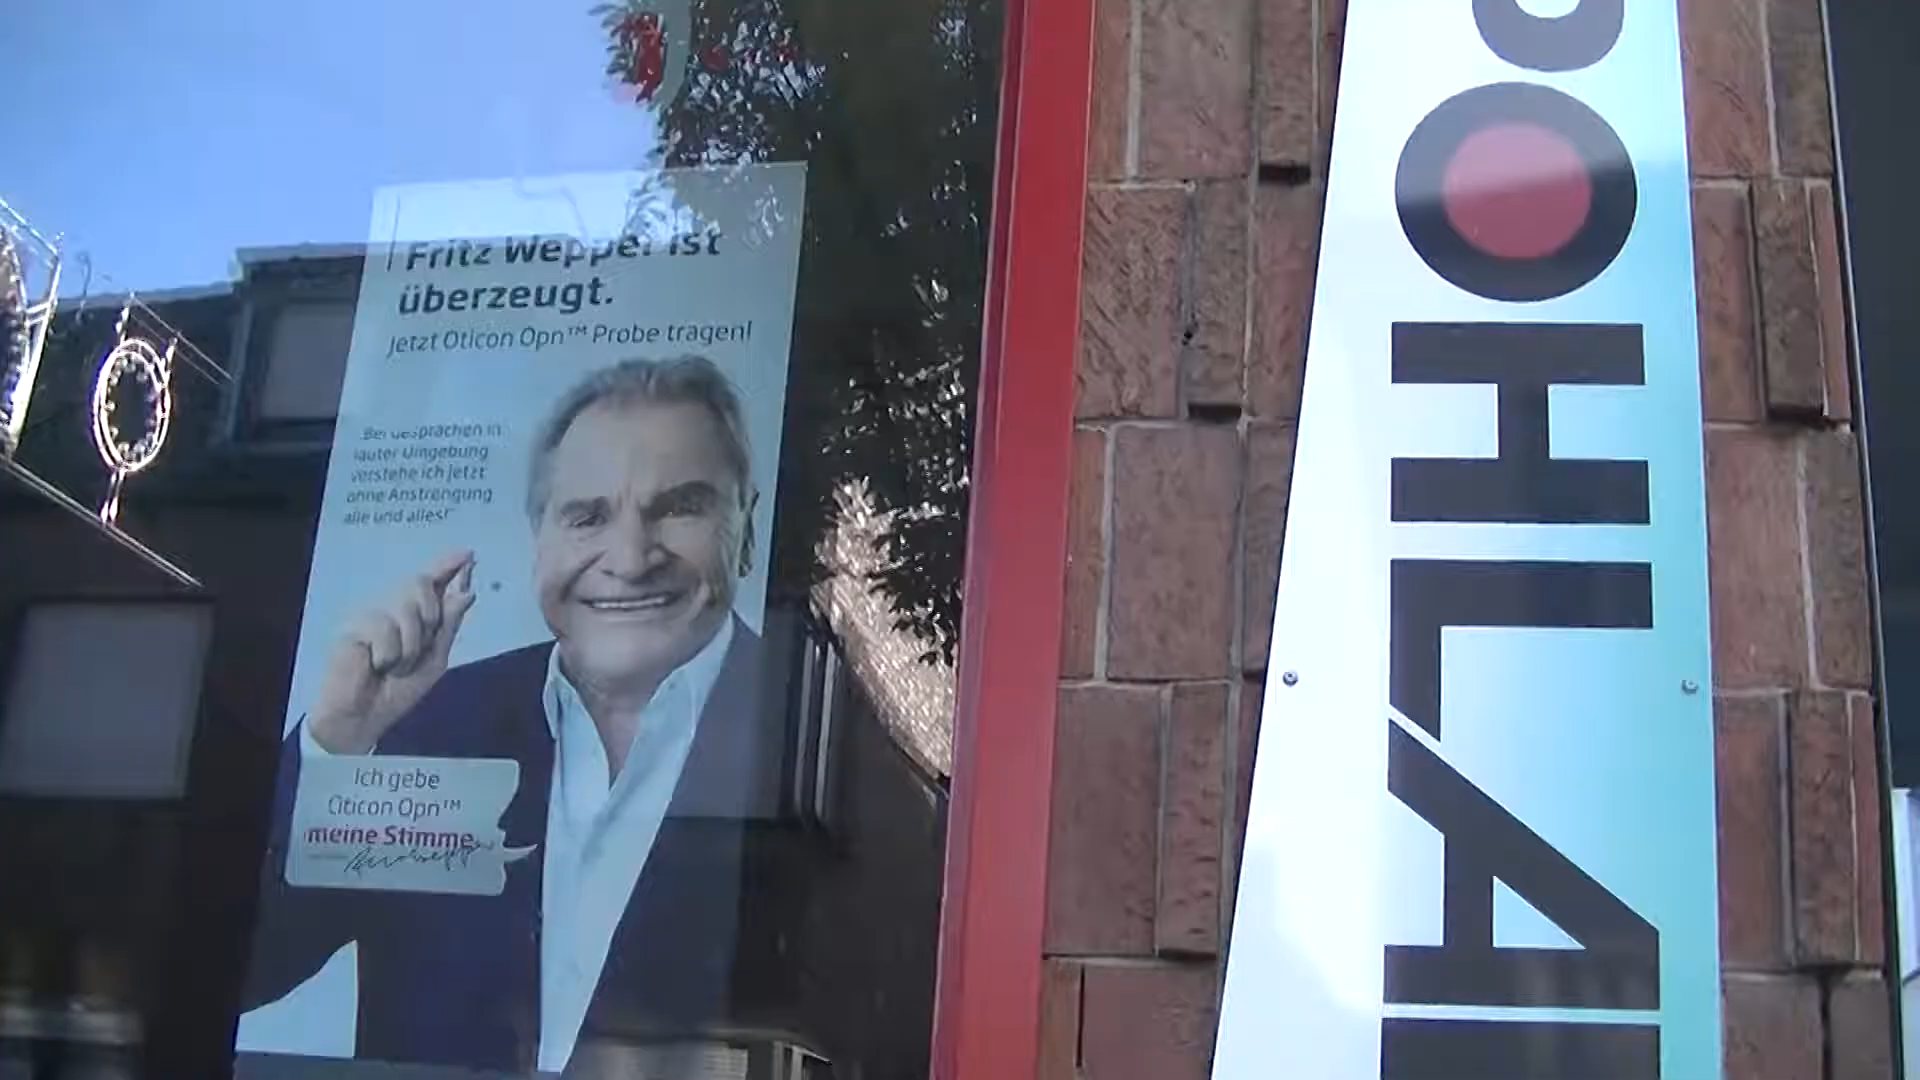 Fritz Wepper ist
überzeugt.
Jetzt Oticon Opn™ Probe tragen!
„Bei Gesprächen in
lauter Umgebung
verstehe ich jetzt
ohne Anstrengung
alle und alles!“
Ich gebe
Oticon Opn™
meine Stimme
POHLA